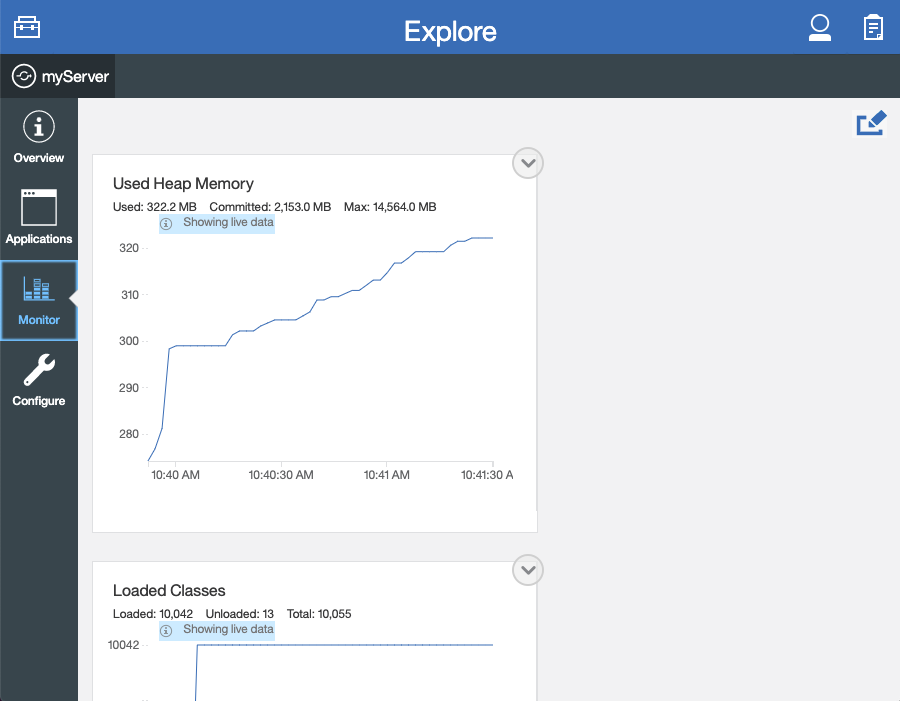 Explore
myServer
Overview
Applications
Monitor
Configure
Used Heap Memory
Used: 322.2 MB Committed: 2,153.0 MB Max: 14,564.0 MB
Showing live data
320
310
300
290
280
10:40 AM 10:40:30 AM 10:41 AM 10:41:30 A
Loaded Classes
Loaded: 10,042 Unloaded: 13 Total: 10,055
Showing live data
10042